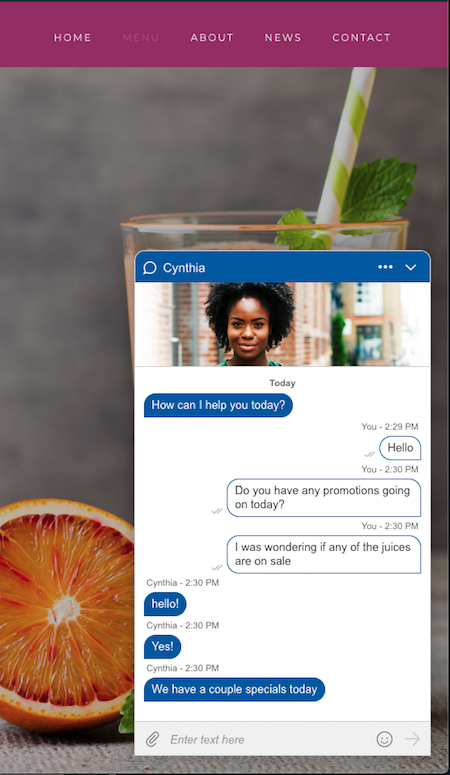 HOME MENU ABOUT NEWS CONTACT
Cynthia
Today
How can I help you today?
You - 2:29 PM
Hello
You - 2:30 PM
Do you have any promotions going
on today?
You - 2:30 PM
I was wondering if any of the juices
are on sale
Cynthia - 2:30 PM
hello!
Cynthia - 2:30 PM
Yes!
Cynthia - 2:30 PM
We have a couple specials today
Enter text here